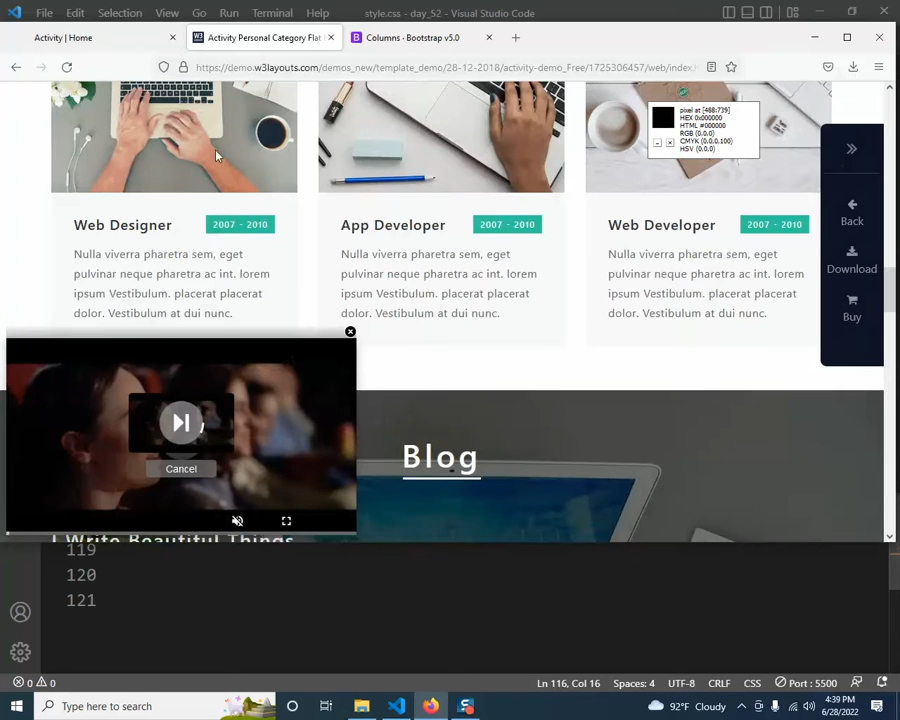 File Edit Selection View Go Run Terminal Help style.css - day_52 - Visual Studio Code
Activity | Home
Activity Personal Category Flat
Columns · Bootstrap v5.0
https://demo.w3layouts.com/demos_new/template_demo/28-12-2018/activity-demo_Free/1725306457/web/index.
pixel at [488:739]
HEX 0x000000
HTML #000000
RGB (0,0,0)
CMYK (0,0,0,100)
HSV (0,0,0)
Back
Download
Buy
Web Designer 2007 - 2010
Nulla viverra pharetra sem, eget
pulvinar neque pharetra ac int. lorem
ipsum Vestibulum. placerat placerat
dolor. Vestibulum at dui nunc.
App Developer 2007 - 2010
Nulla viverra pharetra sem, eget
pulvinar neque pharetra ac int. lorem
ipsum Vestibulum. placerat placerat
dolor. Vestibulum at dui nunc.
Web Developer 2007 - 2010
Nulla viverra pharetra sem, eget
pulvinar neque pharetra ac int. lorem
ipsum Vestibulum. placerat placerat
dolor. Vestibulum at dui nunc.
Cancel
Blog
I Write Beautiful Things
119
120
121
0 0 Ln 116, Col 16 Spaces: 4 UTF-8 CRLF CSS Port : 5500
Type here to search
92°F Cloudy
4:39 PM
6/28/2022